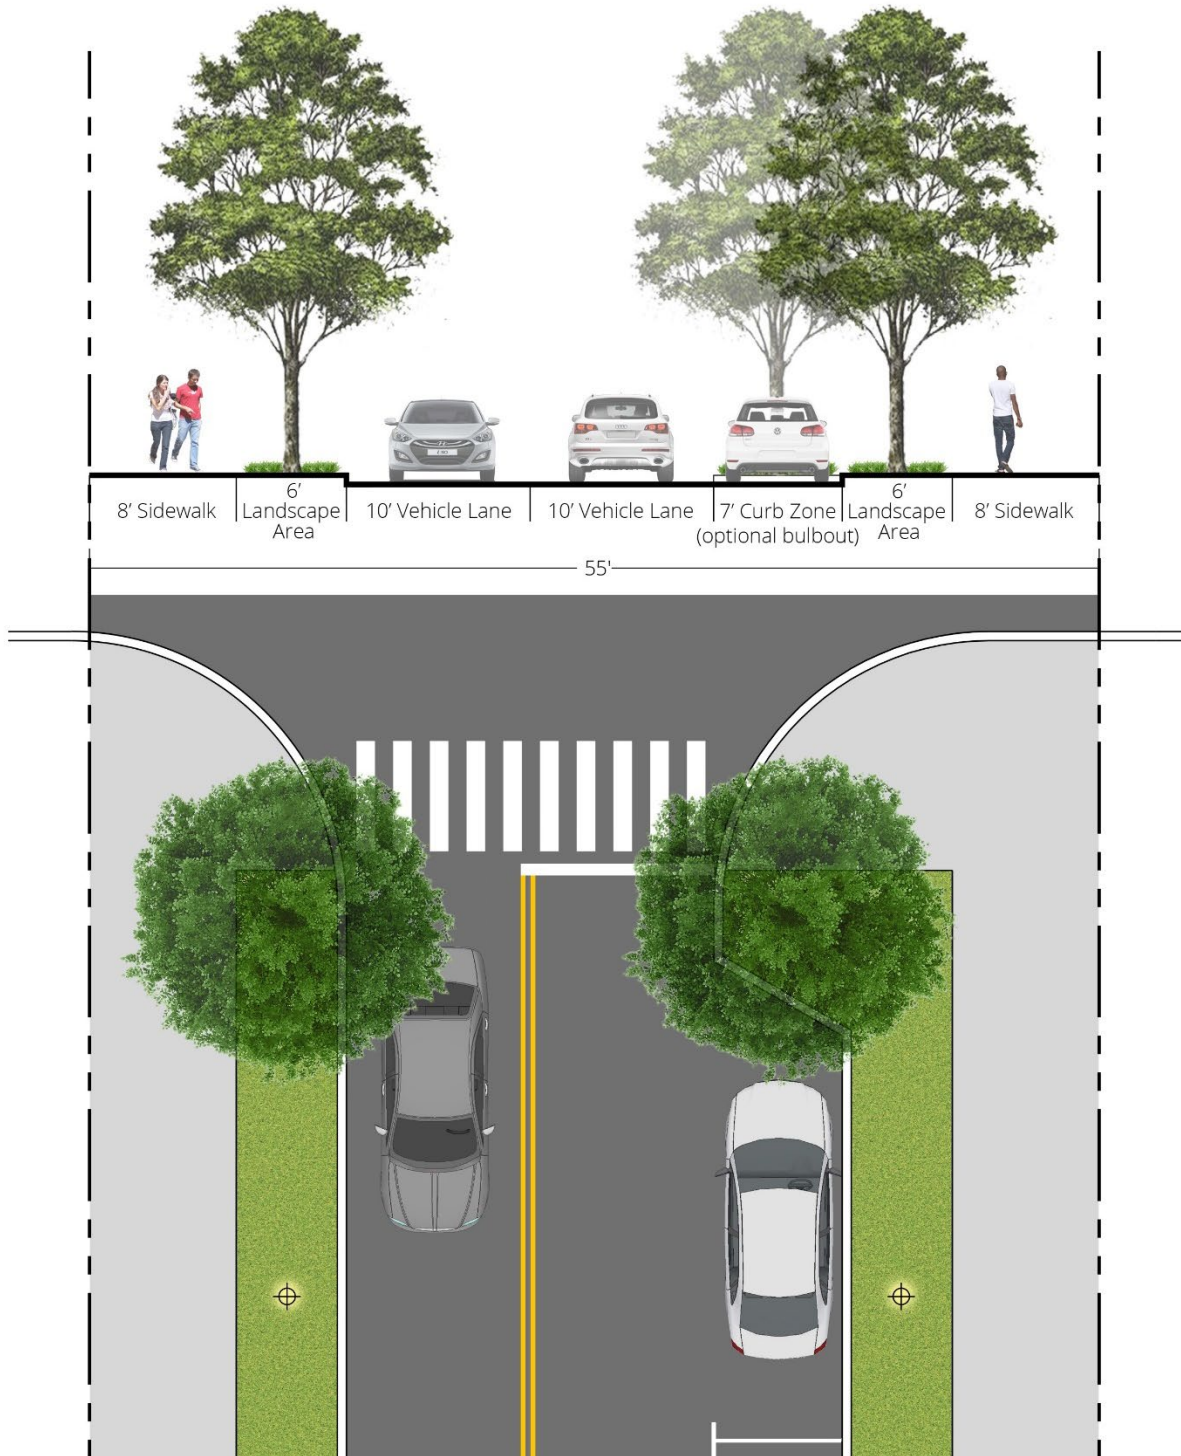 8' Sidewalk
6'
Landscape
Area
10' Vehicle Lane
10' Vehicle Lane
7' Curb Zone
(optional bulbout)
6'
Landscape
Area
8' Sidewalk
55'